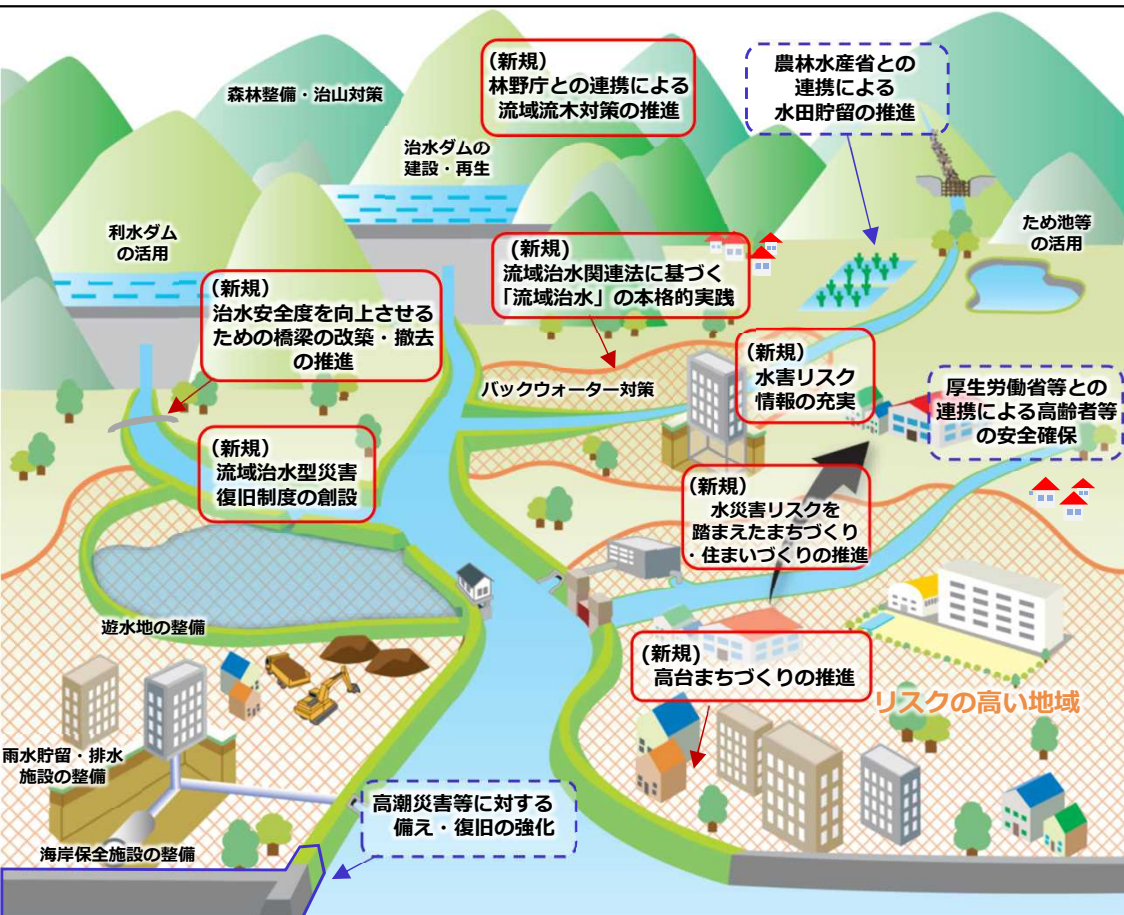 (新規)
林野庁との連携による
流域流木対策の推進
農林水産省との
連携による
水田貯留の推進
森林整備・治山対策
治水ダムの
建設・再生
利水ダム
の活用
ため池等
の活用
(新規)
流域治水関連法に基づく
「流域治水」の本格的実践
(新規)
治水安全度を向上させる
ための橋梁の改築・撤去
の推進
バックウォーター対策
(新規)
水害リスク
情報の充実
厚生労働省等との
連携による高齢者等
の安全確保
(新規)
流域治水型災害
復旧制度の創設
(新規)
水災害リスクを
踏まえたまちづくり
・住まいづくりの推進
遊水地の整備
(新規)
高台まちづくりの推進
リスクの高い地域
雨水貯留・排水
施設の整備
高潮災害等に対する
備え・復旧の強化
海岸保全施設の整備